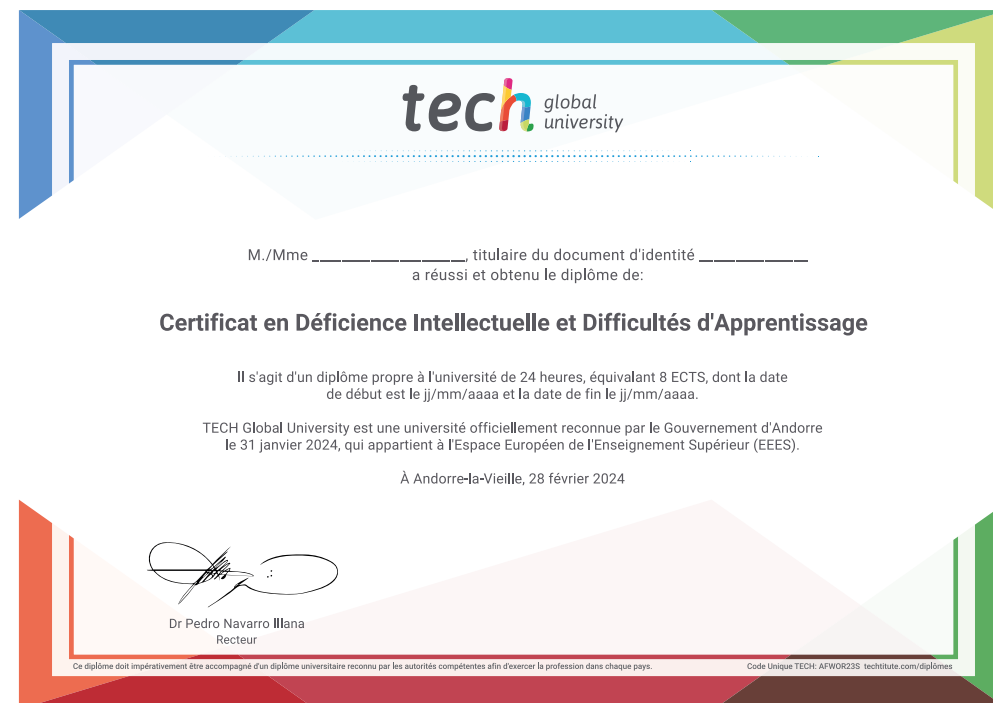 tech global university
M./Mme ____________________, titulaire du document d'identité ______________
a réussi et obtenu le diplôme de:
Certificat en Déficience Intellectuelle et Difficultés d'Apprentissage
Il s'agit d'un diplôme propre à l'université de 24 heures, équivalant 8 ECTS, dont la date
de début est le jj/mm/aaaa et la date de fin le jj/mm/aaaa.
TECH Global University est une université officiellement reconnue par le Gouvernement d'Andorre
le 31 janvier 2024, qui appartient à l'Espace Européen de l'Enseignement Supérieur (EEES).
À Andorre-la-Vieille, 28 février 2024
Dr Pedro Navarro Illana
Recteur
Ce diplôme doit impérativement être accompagné d'un diplôme universitaire reconnu par les autorités compétentes afin d'exercer la profession dans chaque pays. Code Unique TECH: AFWOR23S techtitute.com/diplômes